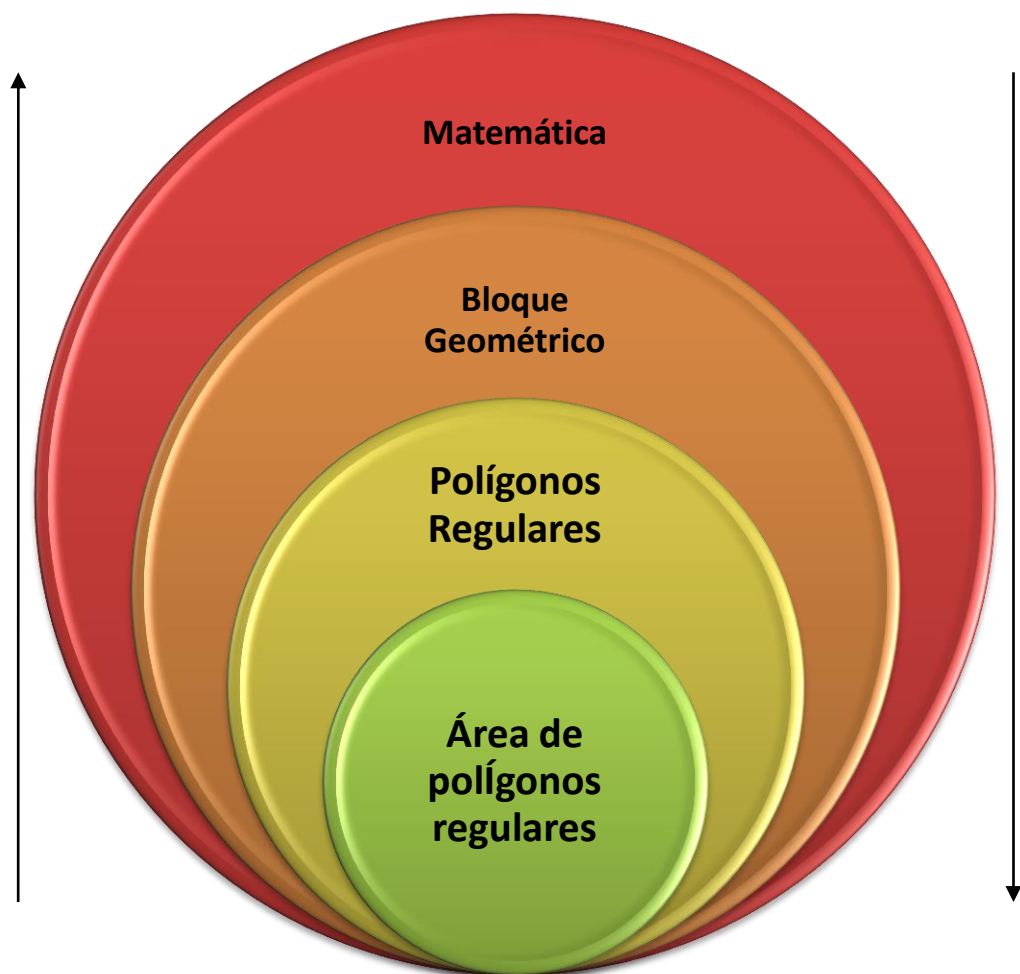 Matemática
Bloque
Geométrico
Polígonos
Regulares
Área de
polÍgonos
regulares